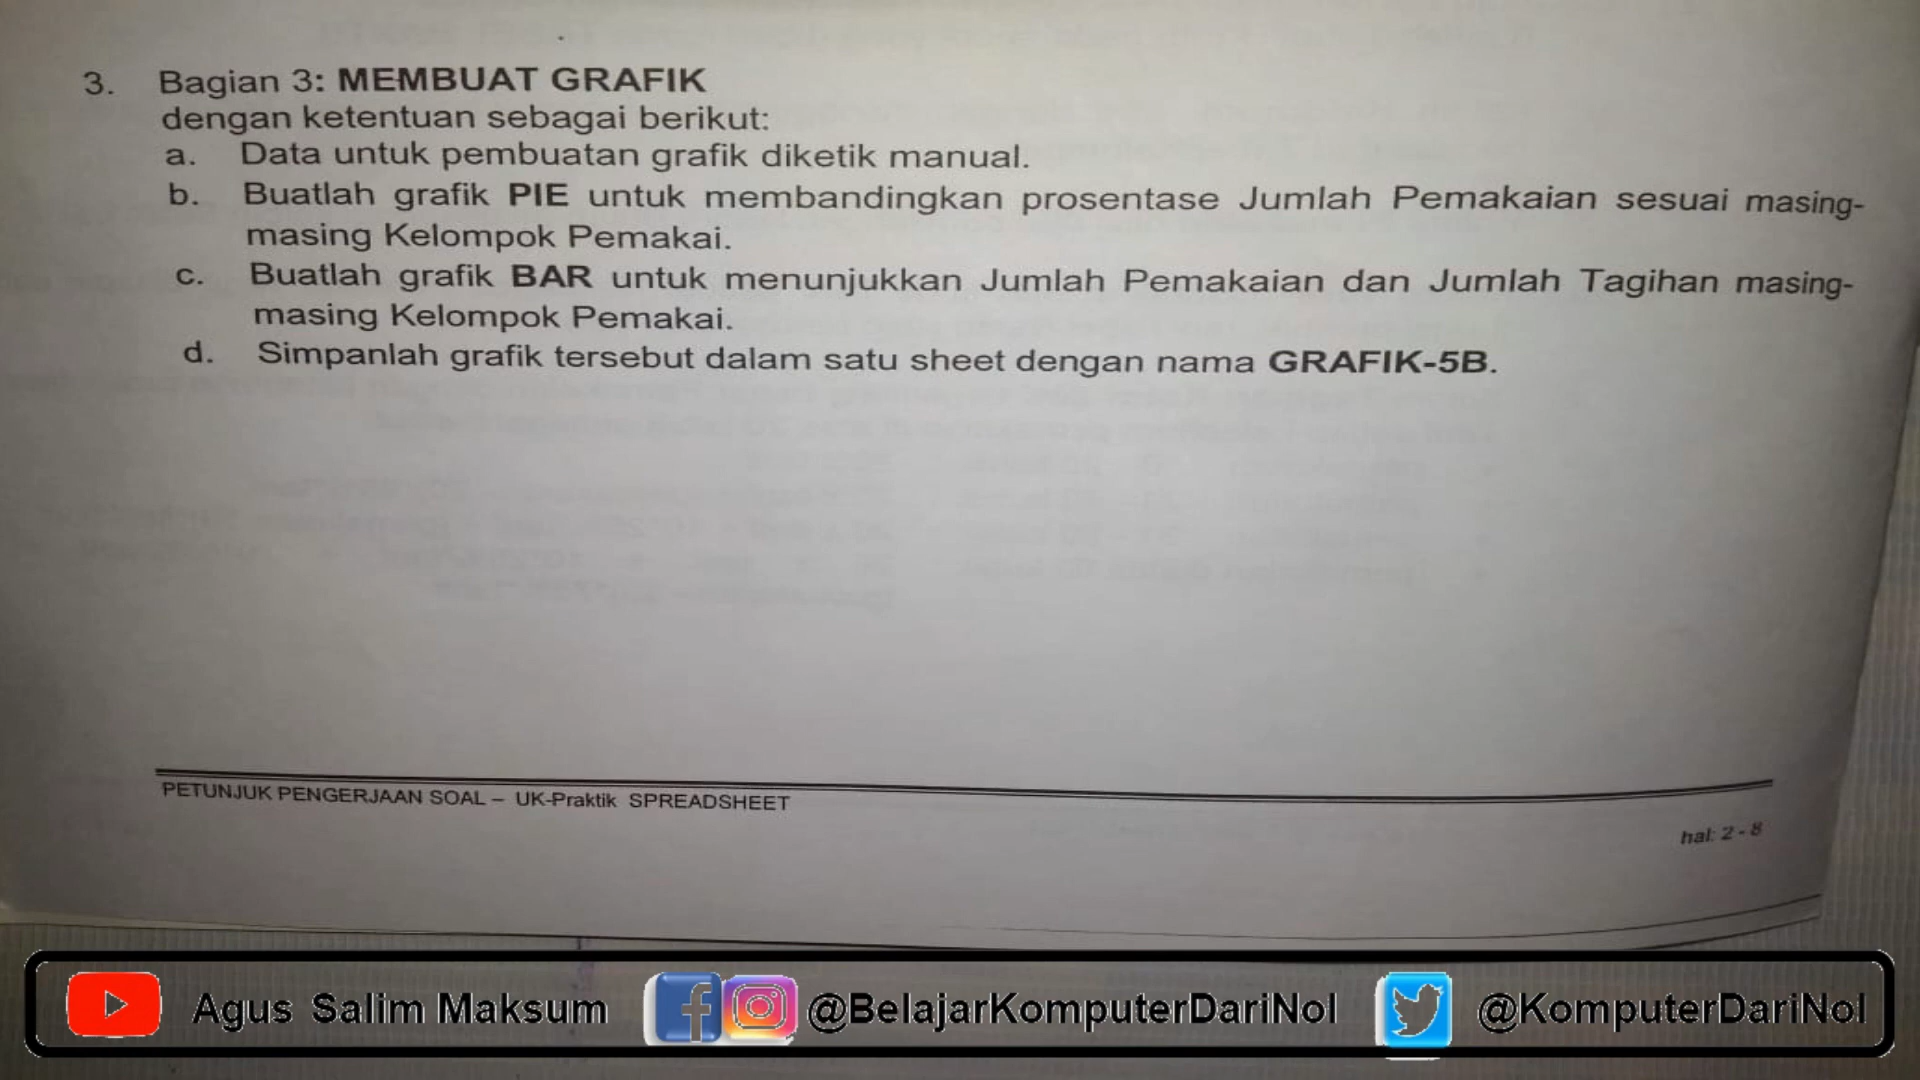 3. Bagian 3: MEMBUAT GRAFIK
dengan ketentuan sebagai berikut:
a. Data untuk pembuatan grafik diketik manual.
b. Buatlah grafik PIE untuk membandingkan prosentase Jumlah Pemakaian sesuai masing-
masing Kelompok Pemakai.
c. Buatlah grafik BAR untuk menunjukkan Jumlah Pemakaian dan Jumlah Tagihan masing-
masing Kelompok Pemakai.
d. Simpanlah grafik tersebut dalam satu sheet dengan nama GRAFIK-5B.
PETUNJUK PENGERJAAN SOAL – UK-Praktik SPREADSHEET
hal: 2 - 8
Agus Salim Maksum @BelajarKomputerDariNol @KomputerDariNol